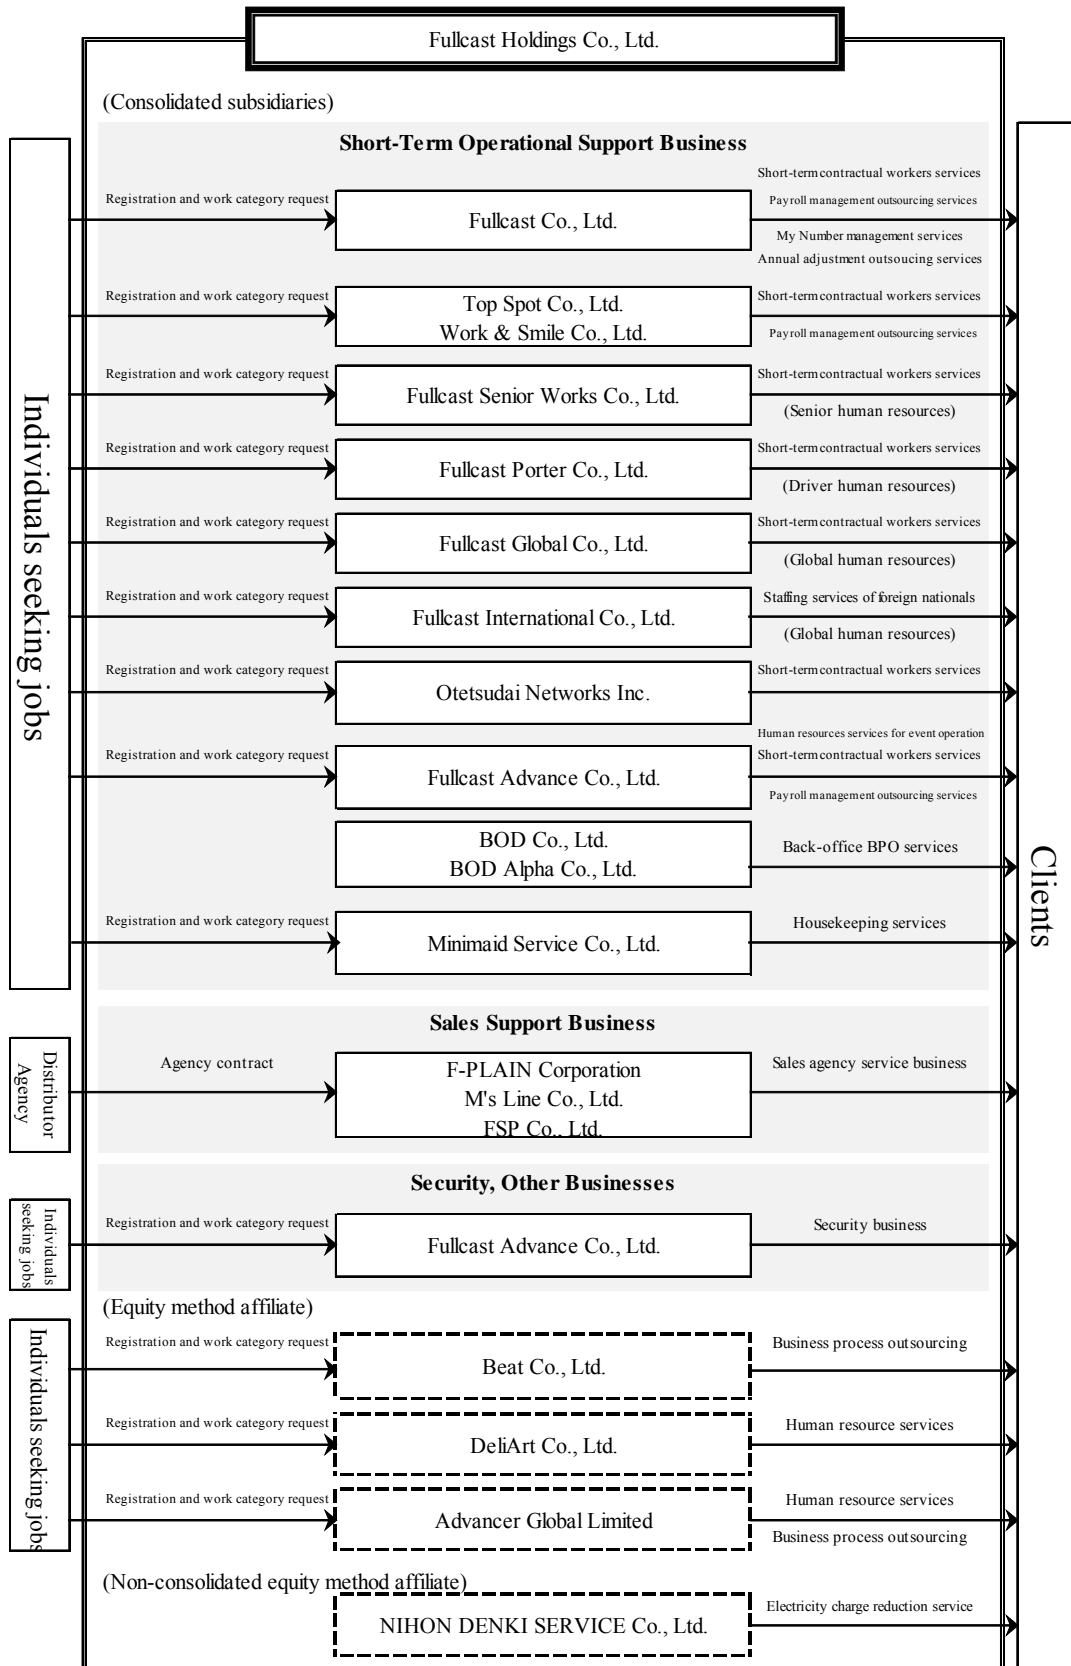 Fullcast Holdings Co., Ltd.
(Consolidated subsidiaries)
Short-Term Operational Support Business
Individuals seeking jobs
Clients
Registration and work category request
Fullcast Co., Ltd.
Short-term contractual workers services
Payroll management outsourcing services
My Number management services
Annual adjustment outsoucing services
Registration and work category request
Top Spot Co., Ltd.
Work & Smile Co., Ltd.
Short-term contractual workers services
Payroll management outsourcing services
Registration and work category request
Fullcast Senior Works Co., Ltd.
Short-term contractual workers services
(Senior human resources)
Registration and work category request
Fullcast Porter Co., Ltd.
Short-term contractual workers services
(Driver human resources)
Registration and work category request
Fullcast Global Co., Ltd.
Short-term contractual workers services
(Global human resources)
Registration and work category request
Fullcast International Co., Ltd.
Staffing services of foreign nationals
(Global human resources)
Registration and work category request
Otetsudai Networks Inc.
Short-term contractual workers services
Registration and work category request
Fullcast Advance Co., Ltd.
Human resources services for event operation
Short-term contractual workers services
Payroll management outsourcing services
BOD Co., Ltd.
BOD Alpha Co., Ltd.
Back-office BPO services
Registration and work category request
Minimaid Service Co., Ltd.
Housekeeping services
Sales Support Business
Distributor
Agency
Agency contract
F-PLAIN Corporation
M's Line Co., Ltd.
FSP Co., Ltd.
Sales agency service business
Security, Other Businesses
Individuals
seeking jobs
Registration and work category request
Fullcast Advance Co., Ltd.
Security business
(Equity method affiliate)
Individuals seeking jobs
Registration and work category request
Beat Co., Ltd.
Business process outsourcing
Registration and work category request
DeliArt Co., Ltd.
Human resource services
Registration and work category request
Advancer Global Limited
Human resource services
Business process outsourcing
(Non-consolidated equity method affiliate)
NIHON DENKI SERVICE Co., Ltd.
Electricity charge reduction service